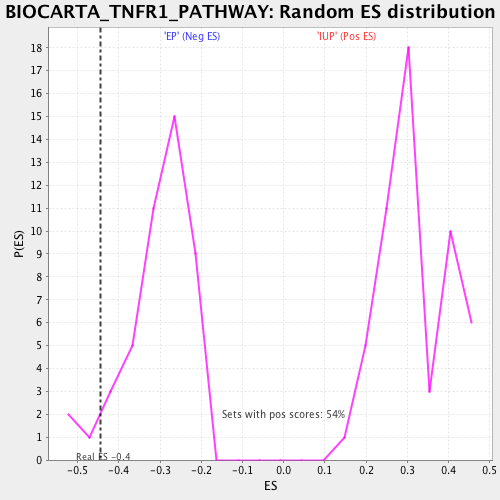 BIOCARTA_TNFR1_PATHWAY: Random ES distribution
'EP' (Neg ES) 'IUP' (Pos ES)
18
17
16
15
14
13
12
11
10
9
8
7
6
5
4
3
2
1
0
P(ES)
Sets with pos scores: 54%
Real ES -0.4
-0.5 -0.4 -0.3 -0.2 -0.1 0.0 0.1 0.2 0.3 0.4 0.5
ES